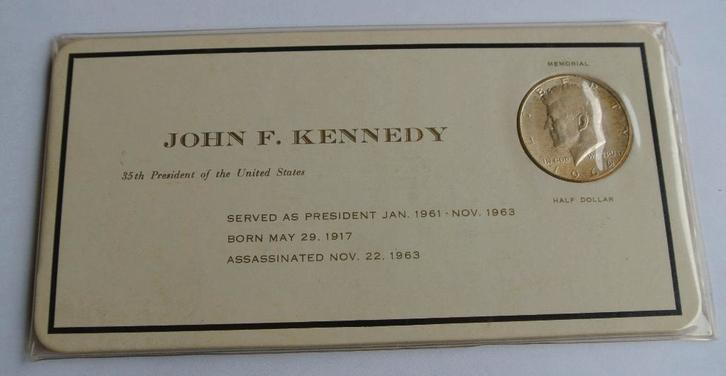 MEMORIAL
LIBERTY
JOHN F. KENNEDY
35th President of the United States
HALF DOLLAR
SERVED AS PRESIDENT JAN. 1961 - NOV. 1963
BORN MAY 29, 1917
ASSASSINATED NOV. 22, 1963